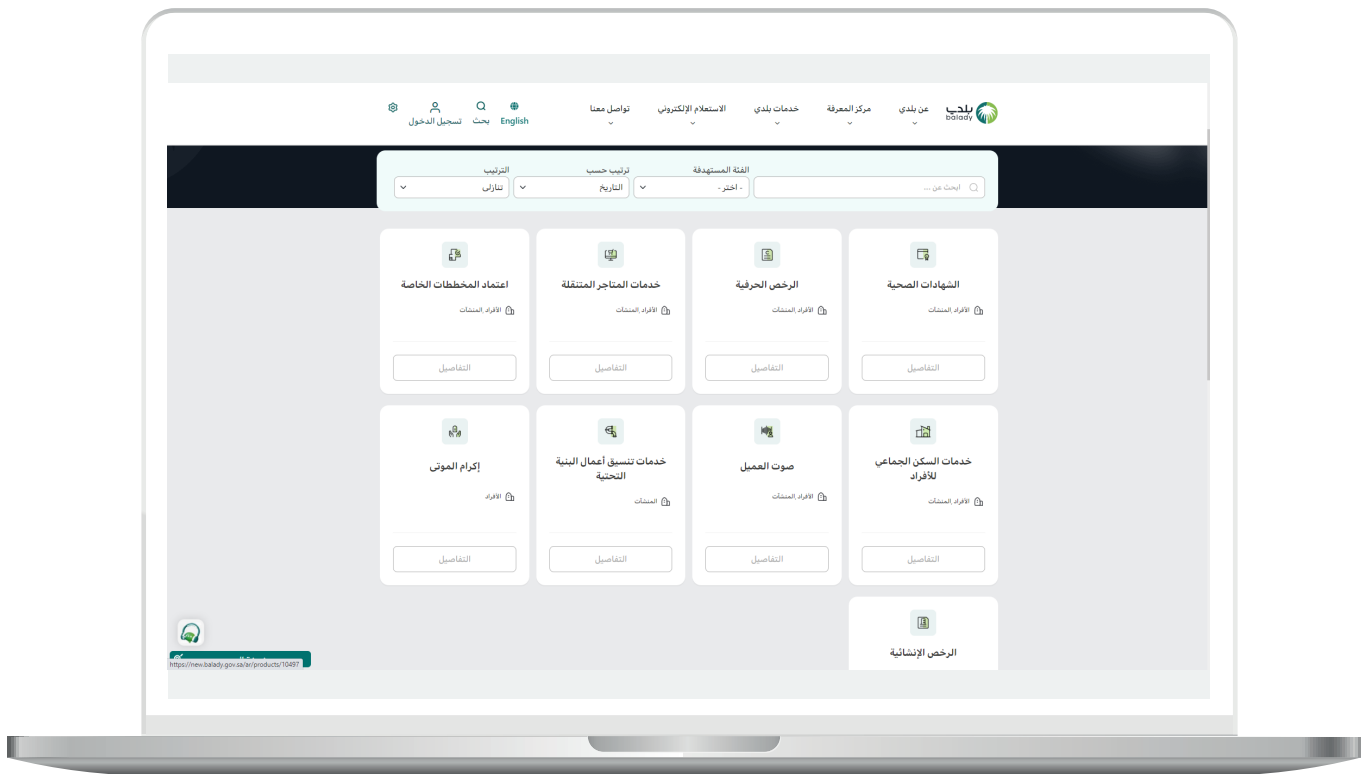 بلدي
balady
عن بلدي
مركز المعرفة
خدمات بلدي
الاستعلام الإلكتروني
تواصل معنا
English
بحث
تسجيل الدخول
الفئة المستهدفة
ترتيب حسب
الترتيب
ابحث عن ...
- اختر -
التاريخ
تنازلى
الشهادات الصحية
الأفراد ,المنشآت
التفاصيل
الرخص الحرفية
الأفراد ,المنشآت
التفاصيل
خدمات المتاجر المتنقلة
الأفراد ,المنشآت
التفاصيل
اعتماد المخططات الخاصة
الأفراد ,المنشآت
التفاصيل
خدمات السكن الجماعي
للأفراد
الأفراد ,المنشآت
التفاصيل
صوت العميل
الأفراد ,المنشآت
التفاصيل
خدمات تنسيق أعمال البنية
التحتية
المنشآت
التفاصيل
إكرام الموتى
الأفراد
التفاصيل
الرخص الإنشائية
https://new.balady.gov.sa/ar/products/10497